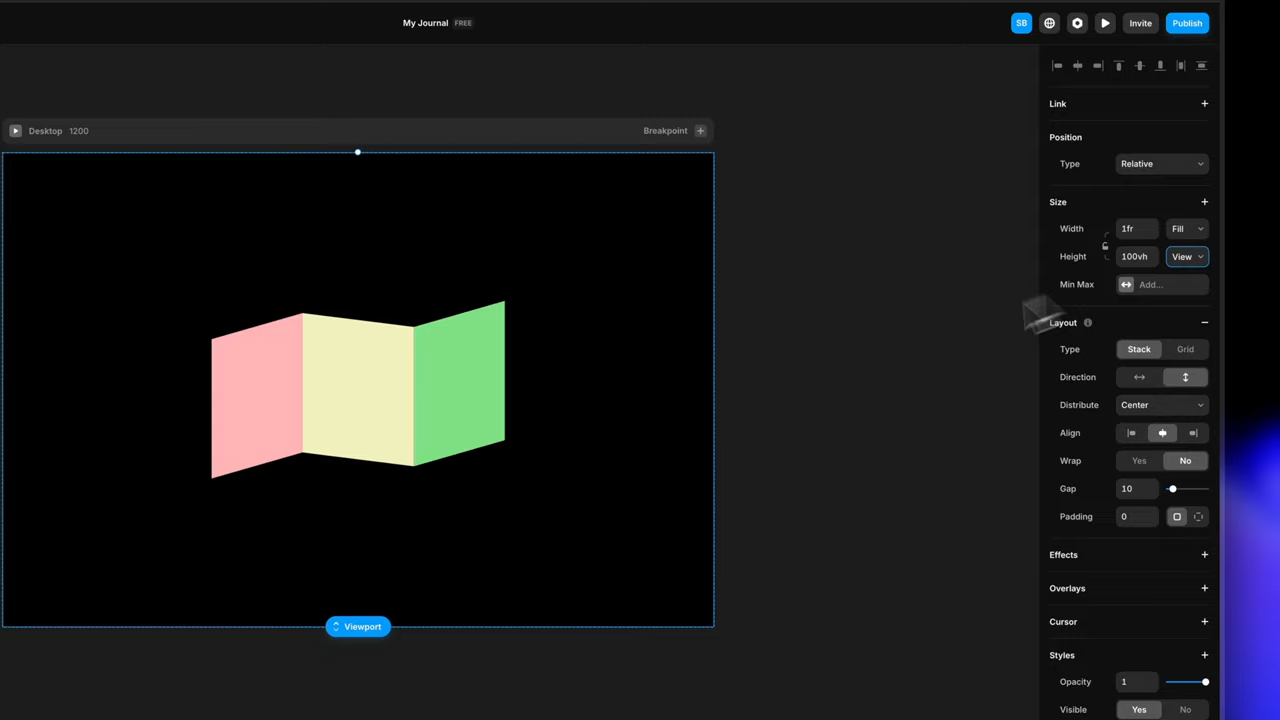 My Journal FREE
SB Invite Publish
Desktop 1200 Breakpoint
Viewport
Link
Position
Type Relative
Size
Width 1fr Fill
Height 100vh View
Min Max Add...
Layout
Type Stack Grid
Direction
Distribute Center
Align
Wrap Yes No
Gap 10
Padding 0
Effects
Overlays
Cursor
Styles
Opacity 1
Visible Yes No